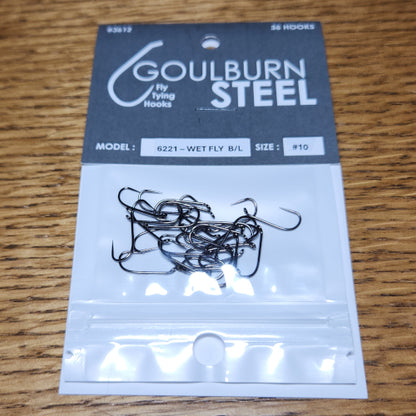 93612
56 HOOKS
GOULBURN
Fly
Tying
Hooks
STEEL
MODEL :
6221 – WET FLY B/L
SIZE :
#10